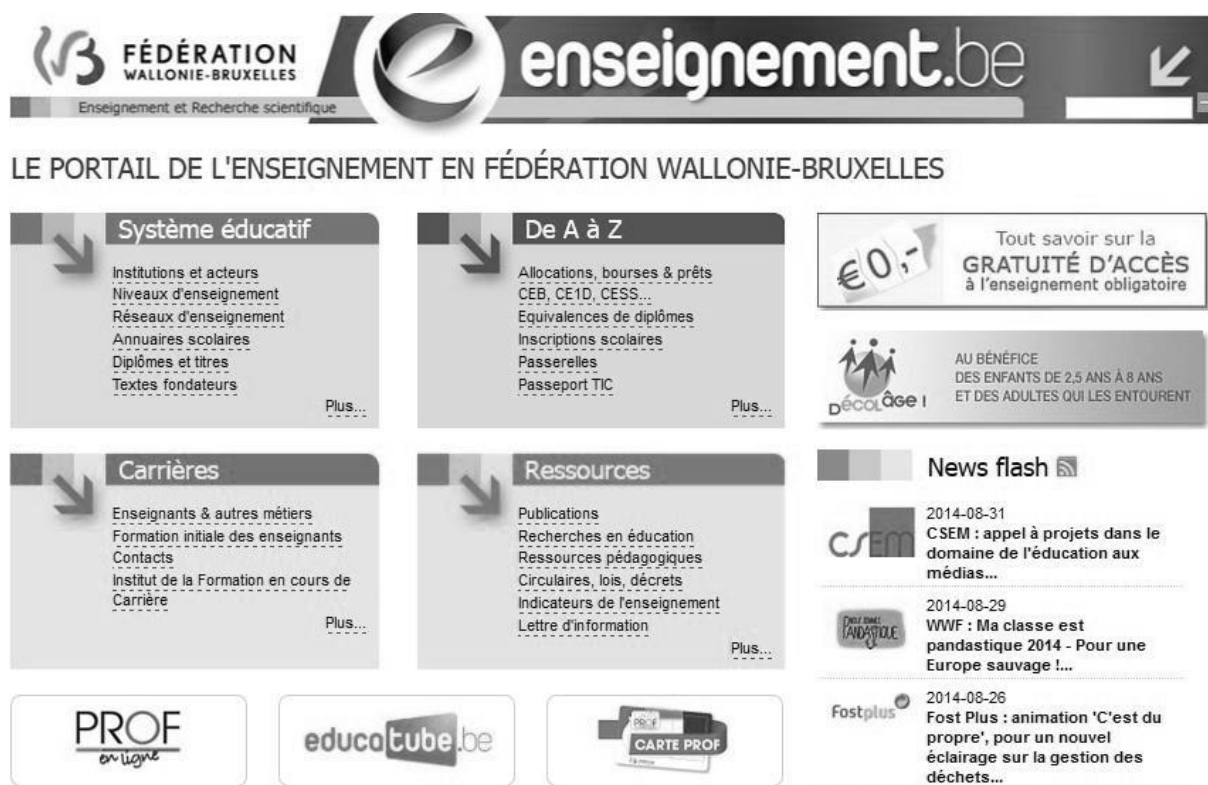 FÉDÉRATION
WALLONIE-BRUXELLES
Enseignement et Recherche scientifique
e
enseignement.be
LE PORTAIL DE L'ENSEIGNEMENT EN FÉDÉRATION WALLONIE-BRUXELLES
Système éducatif
Institutions et acteurs
Niveaux d'enseignement
Réseaux d'enseignement
Annuaires scolaires
Diplômes et titres
Textes fondateurs
Plus...
De A à Z
Allocations, bourses & prêts
CEB, CE1D, CESS...
Equivalences de diplômes
Inscriptions scolaires
Passerelles
Passeport TIC
Plus...
€0,-
Tout savoir sur la
GRATUITÉ D'ACCÈS
à l'enseignement obligatoire
DÉCOLÂGE !
AU BÉNÉFICE
DES ENFANTS DE 2,5 ANS À 8 ANS
ET DES ADULTES QUI LES ENTOURENT
Carrières
Enseignants & autres métiers
Formation initiale des enseignants
Contacts
Institut de la Formation en cours de
Carrière
Plus...
Ressources
Publications
Recherches en éducation
Ressources pédagogiques
Circulaires, lois, décrets
Indicateurs de l'enseignement
Lettre d'information
Plus...
News flash
CSEM
2014-08-31
CSEM : appel à projets dans le
domaine de l'éducation aux
médias...
PANDASTIQUE
2014-08-29
WWF : Ma classe est
pandastique 2014 - Pour une
Europe sauvage !...
Fostplus
2014-08-26
Fost Plus : animation 'C'est du
propre', pour un nouvel
éclairage sur la gestion des
déchets...
PROF
en ligne
educatube.be
PROF
CARTE PROF